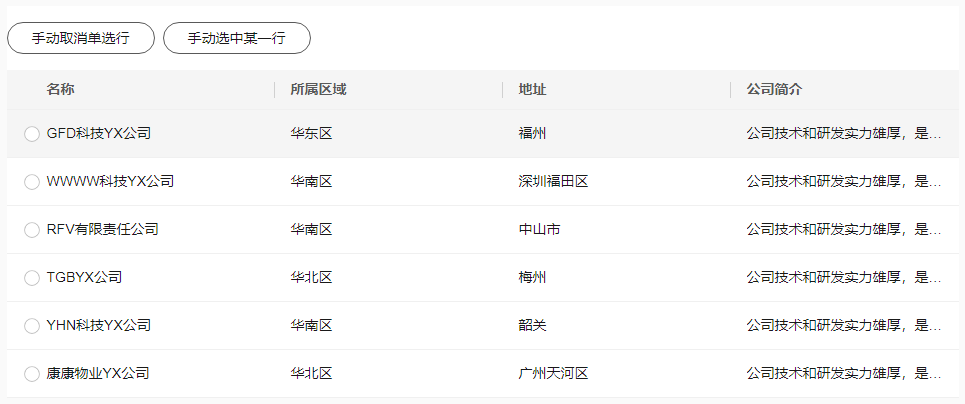 手动取消单选行 手动选中某一行
名称 所属区域 地址 公司简介
GFD科技YX公司 华东区 福州 公司技术和研发实力雄厚，是...
WWWW科技YX公司 华南区 深圳福田区 公司技术和研发实力雄厚，是...
RFV有限责任公司 华南区 中山市 公司技术和研发实力雄厚，是...
TGBYX公司 华北区 梅州 公司技术和研发实力雄厚，是...
YHN科技YX公司 华南区 韶关 公司技术和研发实力雄厚，是...
康康物业YX公司 华北区 广州天河区 公司技术和研发实力雄厚，是...